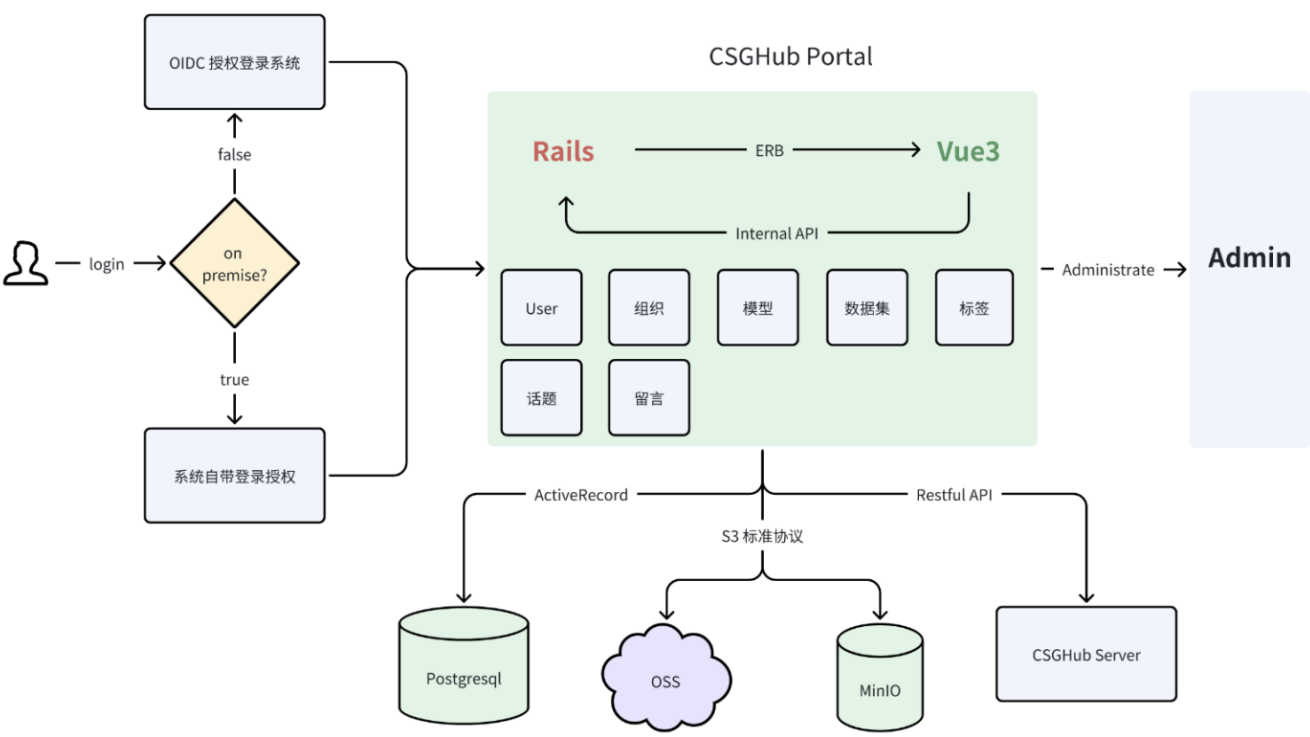 OIDC 授权登录系统
CSGHub Portal
false
Rails
ERB
Vue3
Internal API
login
on
premise?
Administrate
Admin
User
组织
模型
数据集
标签
true
话题
留言
系统自带登录授权
ActiveRecord
Restful API
S3 标准协议
Postgresql
OSS
MinIO
CSGHub Server